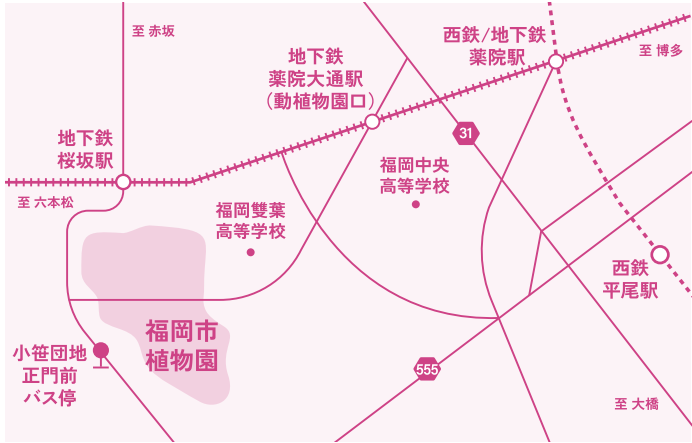 至 赤坂
西鉄/地下鉄
薬院駅
至 博多
地下鉄
薬院大通駅
（動植物園口）
31
地下鉄
桜坂駅
福岡中央
高等学校
至 六本松
福岡雙葉
高等学校
西鉄
平尾駅
福岡市
植物園
小笹団地
正門前
バス停
555
至 大橋